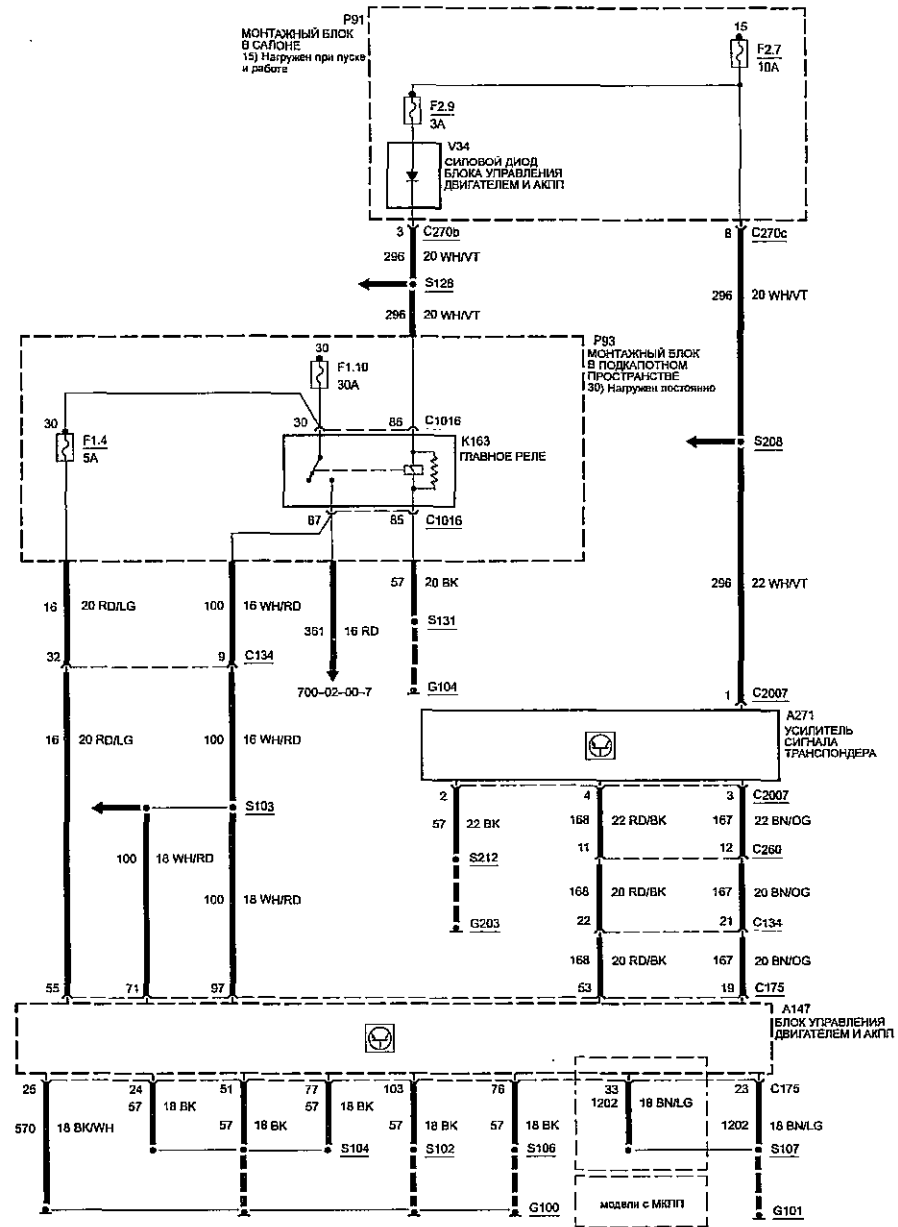 P91
МОНТАЖНЫЙ БЛОК
В САЛОНЕ
15) Нагружен при пуске
и работе
15
F2.7
10A
F2.9
3A
V34
СИЛОВОЙ ДИОД
БЛОКА УПРАВЛЕНИЯ
ДВИГАТЕЛЕМ И АКПП
3 C270b
8 C270c
296 20 WH/VT
S128
296 20 WH/VT
296 20 WH/VT
P93
МОНТАЖНЫЙ БЛОК
В ПОДКАПОТНОМ
ПРОСТРАНСТВЕ
30) Нагружен постоянно
30
F1.10
30A
30
F1.4
5A
30 86 C1016
K163
ГЛАВНОЕ РЕЛЕ
S208
87 85 C1016
57 20 BK
296 22 WH/VT
16 20 RD/LG
100 16 WH/RD
361 16 RD
S131
32 9 C134
700-02-00-7
G104
1 C2007
A271
УСИЛИТЕЛЬ
СИГНАЛА
ТРАНСПОНДЕРА
16 20 RD/LG
100 16 WH/RD
2 4 3 C2007
S103
57 22 BK
168 22 RD/BK
167 22 BN/OG
11 12 C260
100 18 WH/RD
S212
100 18 WH/RD
168 20 RD/BK
167 20 BN/OG
G203
22 21 C134
168 20 RD/BK
167 20 BN/OG
55 71 97 53 19 C175
A147
БЛОК УПРАВЛЕНИЯ
ДВИГАТЕЛЕМ И АКПП
25 24 51 77 103 76 33 23 C175
57 18 BK
57 18 BK
1202 18 BN/LG
570 18 BK/WH
57 18 BK
57 18 BK
57 18 BK
1202 18 BN/LG
S104
S102
S106
S107
модели с МКПП
G100
G101